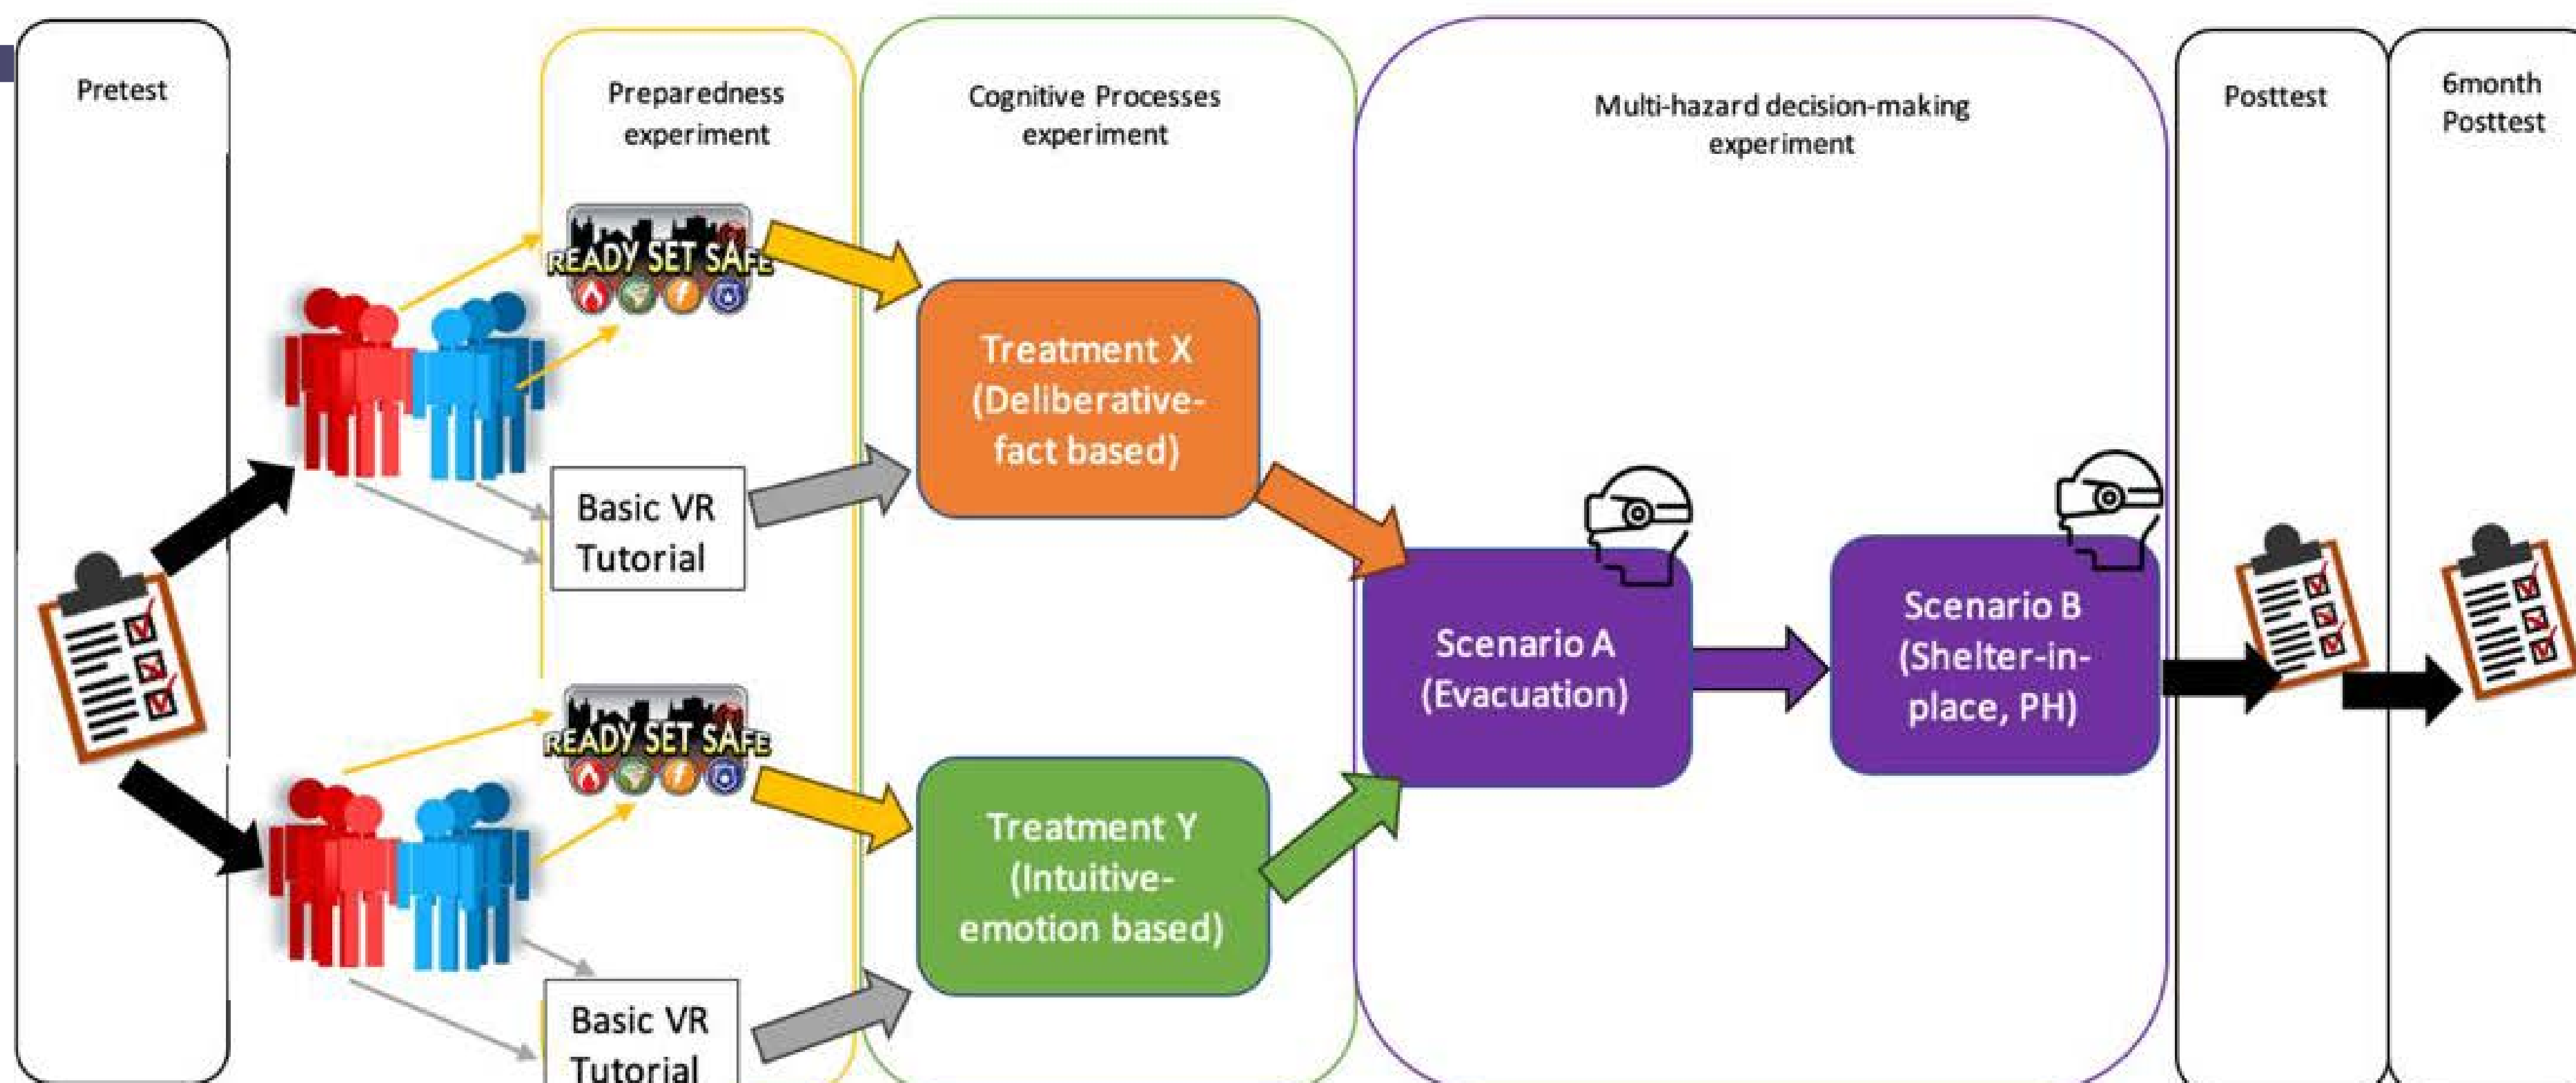 Pretest
Preparedness
experiment
Cognitive Processes
experiment
Multi-hazard decision-making
experiment
Posttest
6month
Posttest
READY SET SAFE
Treatment X
(Deliberative-
fact based)
Basic VR
Tutorial
Scenario A
(Evacuation)
Scenario B
(Shelter-in-
place, PH)
READY SET SAFE
Treatment Y
(Intuitive-
emotion based)
Basic VR
Tutorial